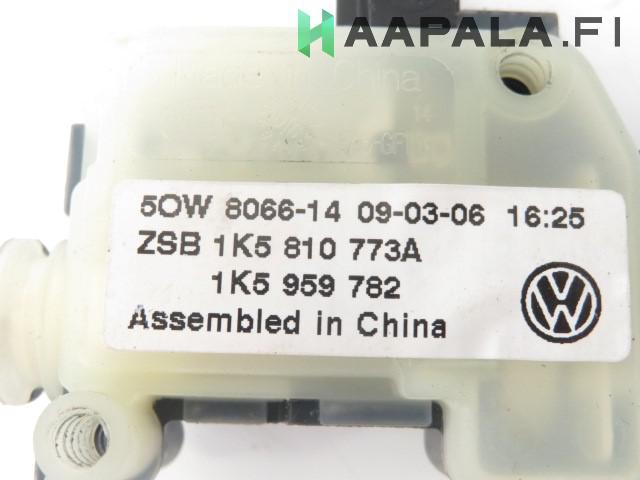 HAAPALA.FI
Made in China
14
5OW 8066-14 09-03-06 16:25
ZSB 1K5 810 773A
1K5 959 782
Assembled in China